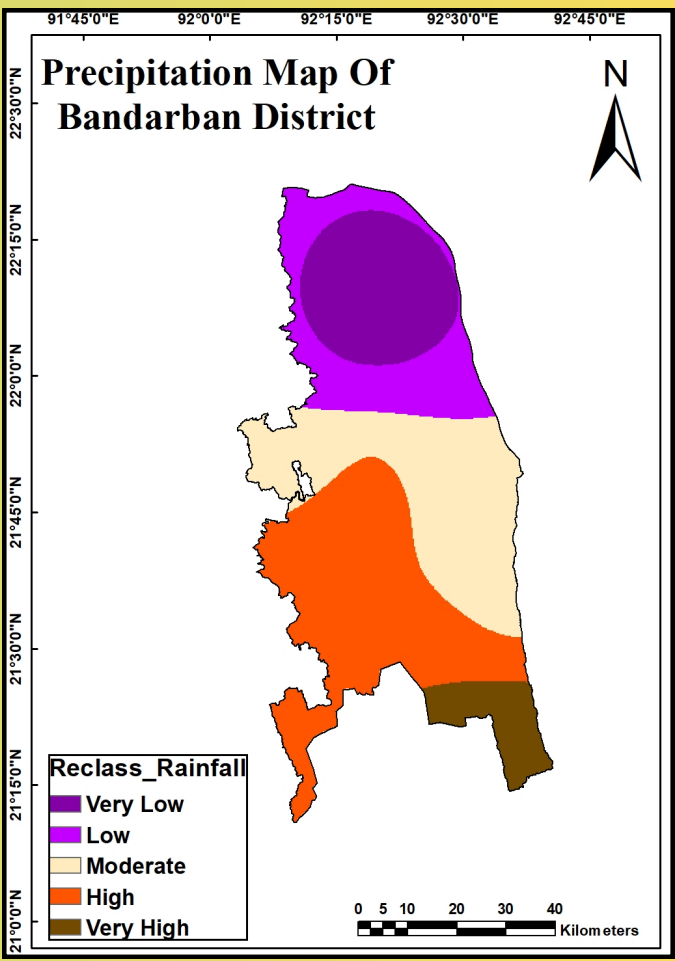 91°45'0"E 92°0'0"E 92°15'0"E 92°30'0"E 92°45'0"E
Precipitation Map Of
Bandarban District
N
22°30'0"N
22°15'0"N
22°0'0"N
21°45'0"N
21°30'0"N
21°15'0"N
21°0'0"N
Reclass_Rainfall
Very Low
Low
Moderate
High
Very High
0 5 10 20 30 40
Kilometers